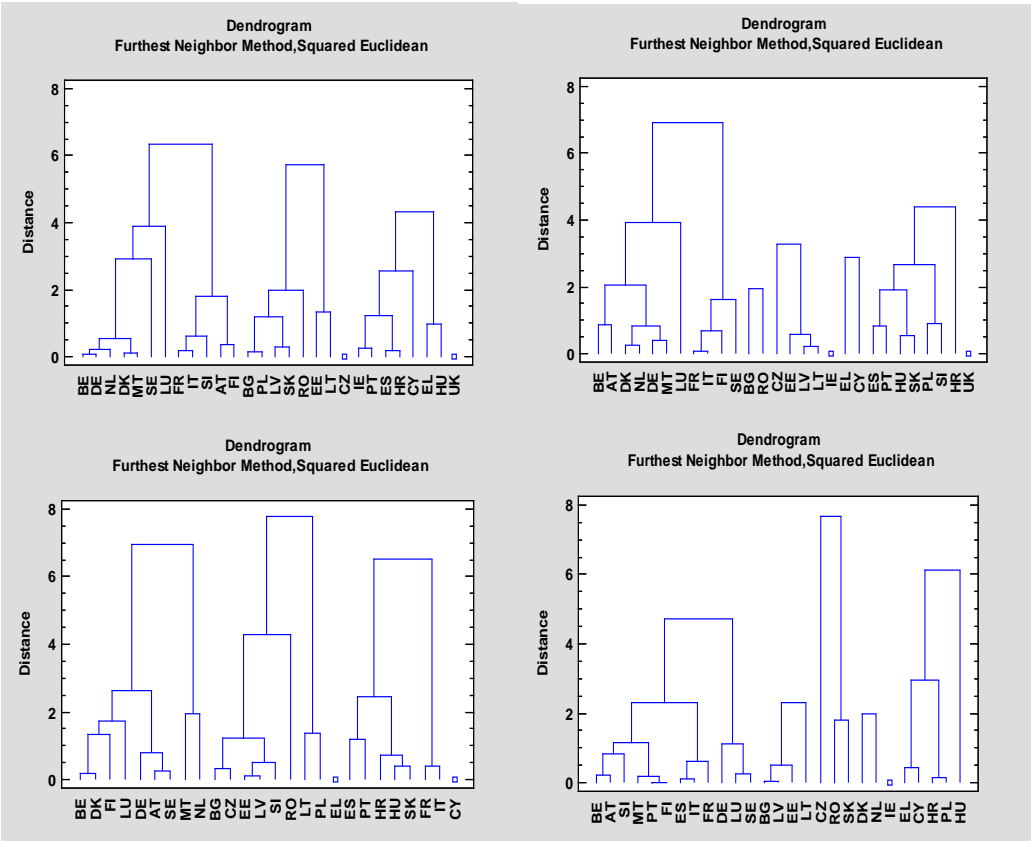 Dendrogram
Furthest Neighbor Method,Squared Euclidean
8
6
4
2
0
Distance
BE DE NL DK MT SE LU FR IT SI AT FI BG PL LV SK RO EE LT CZ IE PT ES HR CY EL HU UK
Dendrogram
Furthest Neighbor Method,Squared Euclidean
8
6
4
2
0
Distance
BE AT DK NL DE MT LU FR IT FI SE BG RO CZ EE LV LT IE EL CY ES PT HU SK PL SI HR UK
Dendrogram
Furthest Neighbor Method,Squared Euclidean
8
6
4
2
0
Distance
BE DK FI LU DE AT SE MT NL BG CZ EE LV SI RO LT PL EL ES PT HR HU SK FR IT CY
Dendrogram
Furthest Neighbor Method,Squared Euclidean
8
6
4
2
0
Distance
BE AT SI MT PT FI ES IT FR DE LU SE BG LV EE LT CZ RO SK DK NL IE EL CY HR PL HU